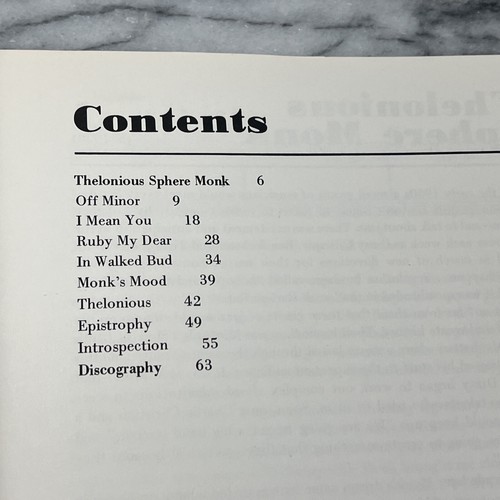 Contents
Thelonious Sphere Monk 6
Off Minor 9
I Mean You 18
Ruby My Dear 28
In Walked Bud 34
Monk's Mood 39
Thelonious 42
Epistrophy 49
Introspection 55
Discography 63